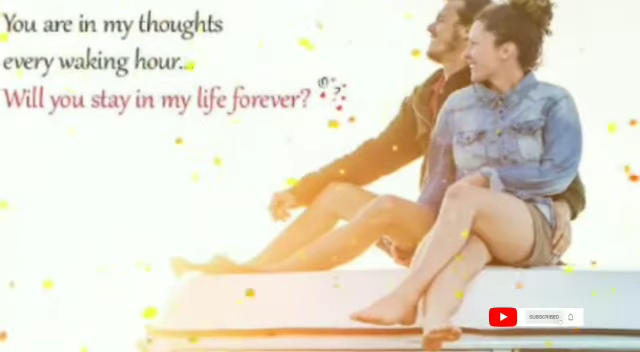 You are in my thoughts
every waking hour...
Will you stay in my life forever?
SUBSCRIBED